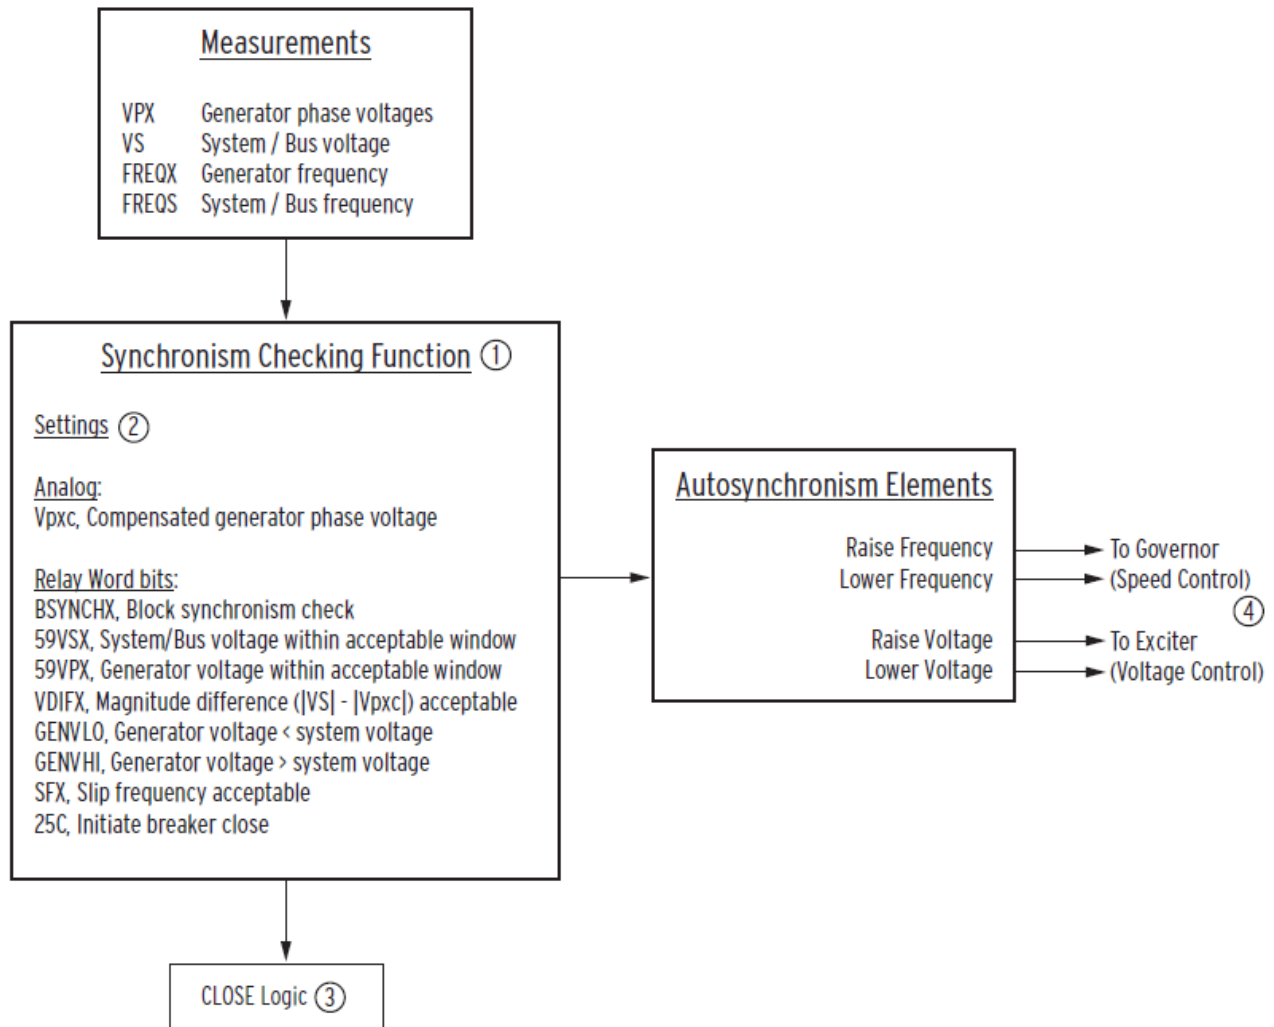 Measurements
VPX Generator phase voltages
VS System / Bus voltage
FREQX Generator frequency
FREQS System / Bus frequency
Synchronism Checking Function ①
Settings ②
Analog:
Vpxc, Compensated generator phase voltage
Relay Word bits:
BSYNCHX, Block synchronism check
59VSX, System/Bus voltage within acceptable window
59VPX, Generator voltage within acceptable window
VDIFX, Magnitude difference (|VS| - |Vpxc|) acceptable
GENVLO, Generator voltage < system voltage
GENVHI, Generator voltage > system voltage
SFX, Slip frequency acceptable
25C, Initiate breaker close
Autosynchronism Elements
Raise Frequency
Lower Frequency
Raise Voltage
Lower Voltage
To Governor
(Speed Control)
④
To Exciter
(Voltage Control)
CLOSE Logic ③